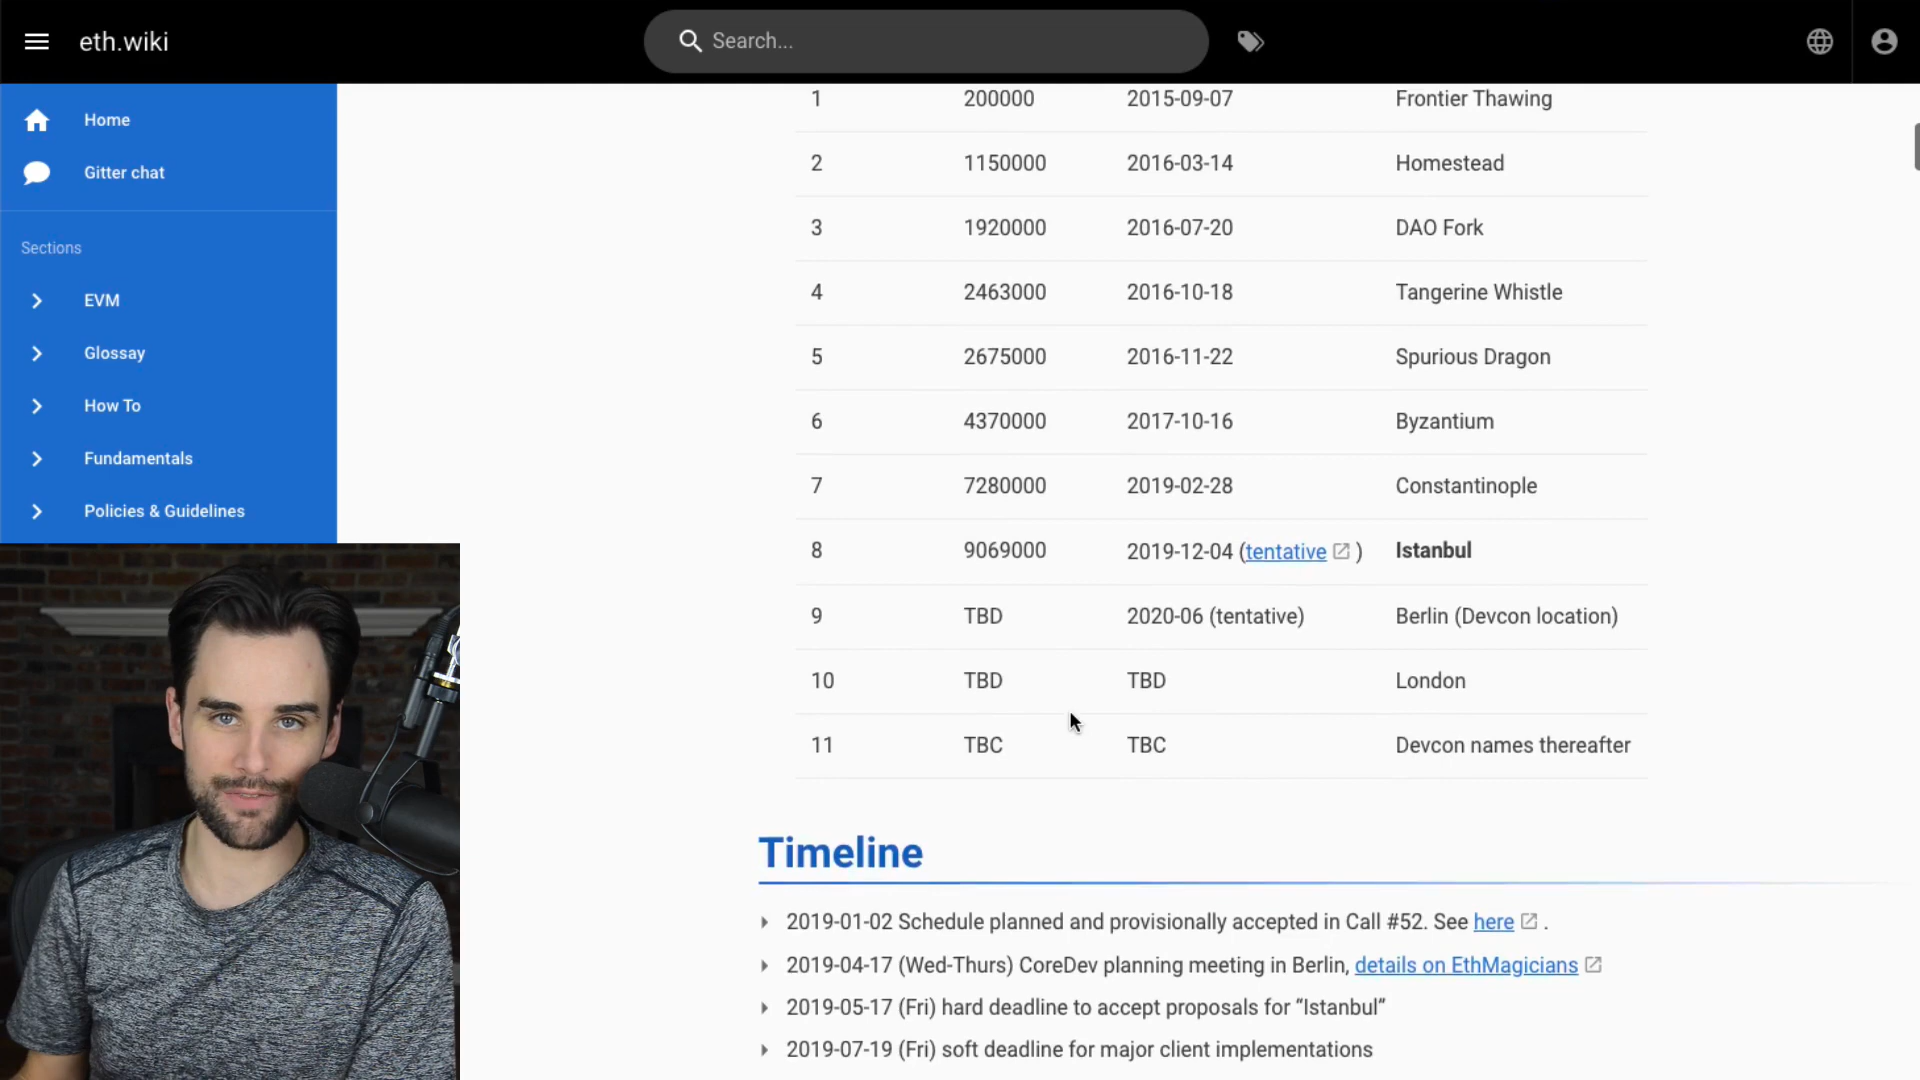 eth.wiki
Search...
Home
Gitter chat
Sections
EVM
Glossay
How To
Fundamentals
Policies & Guidelines
1 200000 2015-09-07 Frontier Thawing
2 1150000 2016-03-14 Homestead
3 1920000 2016-07-20 DAO Fork
4 2463000 2016-10-18 Tangerine Whistle
5 2675000 2016-11-22 Spurious Dragon
6 4370000 2017-10-16 Byzantium
7 7280000 2019-02-28 Constantinople
8 9069000 2019-12-04 (tentative) Istanbul
9 TBD 2020-06 (tentative) Berlin (Devcon location)
10 TBD TBD London
11 TBC TBC Devcon names thereafter
Timeline
2019-01-02 Schedule planned and provisionally accepted in Call #52. See here .
2019-04-17 (Wed-Thurs) CoreDev planning meeting in Berlin, details on EthMagicians
2019-05-17 (Fri) hard deadline to accept proposals for “Istanbul”
2019-07-19 (Fri) soft deadline for major client implementations